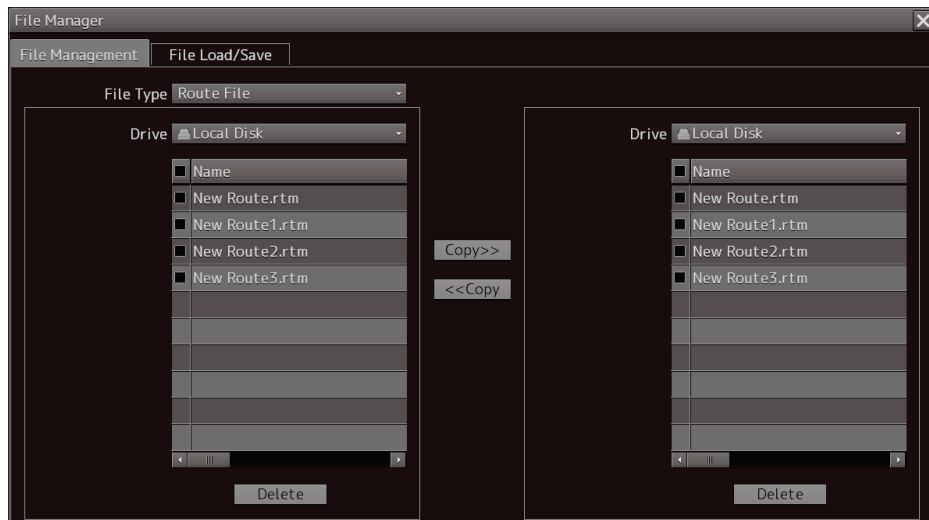 File Manager
File Management File Load/Save
File Type Route File
Drive Local Disk
Name
New Route.rtm
New Route1.rtm
New Route2.rtm
New Route3.rtm
Delete
Copy>>
<<Copy
Drive Local Disk
Name
New Route.rtm
New Route1.rtm
New Route2.rtm
New Route3.rtm
Delete